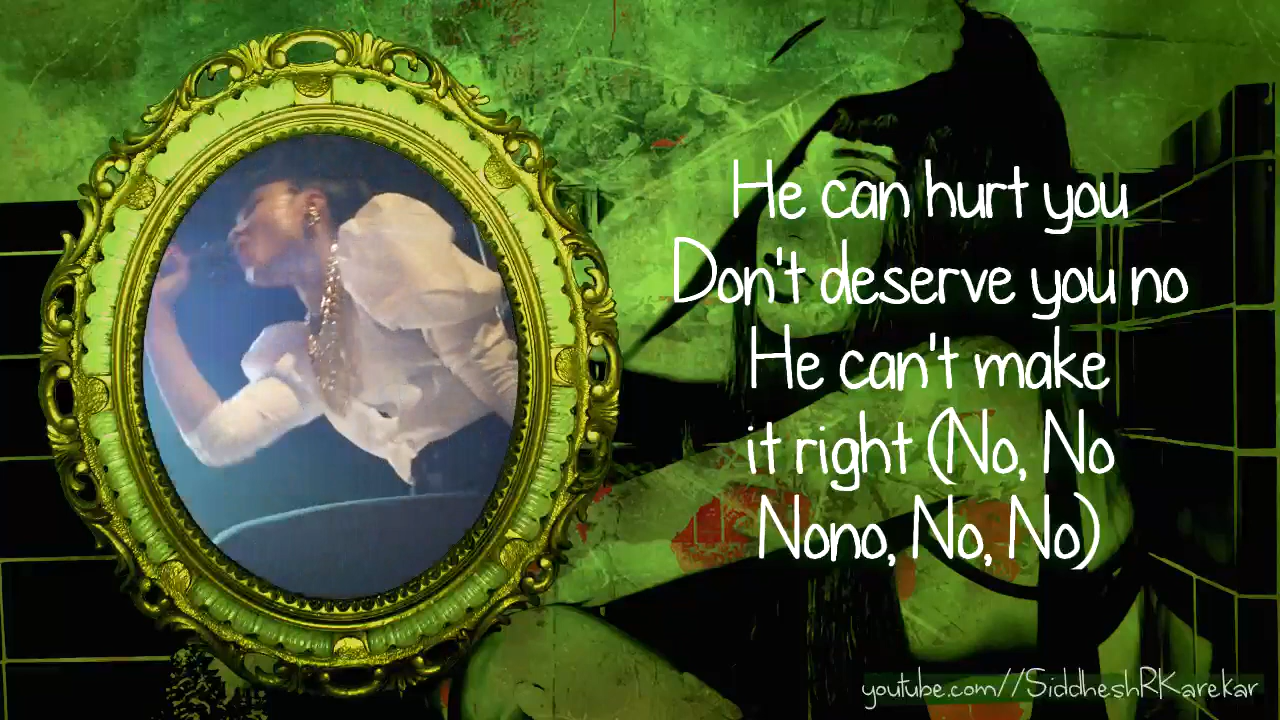 He can hurt you
Don't deserve you no
He can't make
it right (No, No
Nono, No, No)
youtube.com//SiddheshRKarekar